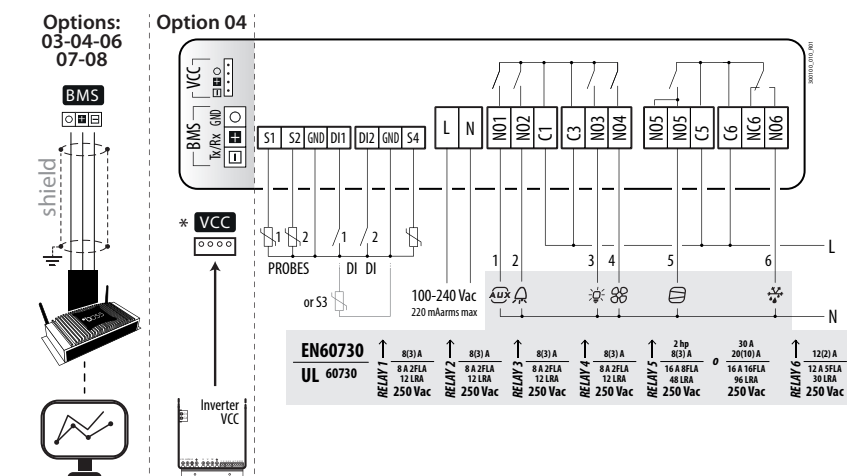 Options:
03-04-06
07-08
BMS
shield
Option 04
* VCC
Inverter
VCC
VCC
BMS
Tx/Rx GND
S1 S2 GND DI1 DI2 GND S4
L N
NO1 NO2 C1 C3 NO3 NO4 NO5 NO5 C5 C6 NC6 NO6
1 2 1 2
PROBES DI DI
or S3
100-240 Vac
220 mAarms max
1 2 3 4 5 6
L
AUX
N
EN60730
UL 60730
RELAY 1
8(3) A
8 A 2FLA
12 LRA
250 Vac
RELAY 2
8(3) A
8 A 2FLA
12 LRA
250 Vac
RELAY 3
8(3) A
8 A 2FLA
12 LRA
250 Vac
RELAY 4
8(3) A
8 A 2FLA
12 LRA
250 Vac
RELAY 5
2 hp
8(3) A
16 A 8FLA
48 LRA
250 Vac
o
30 A
20(10) A
16 A 16FLA
96 LRA
250 Vac
RELAY 6
12(2) A
12 A 5FLA
30 LRA
250 Vac